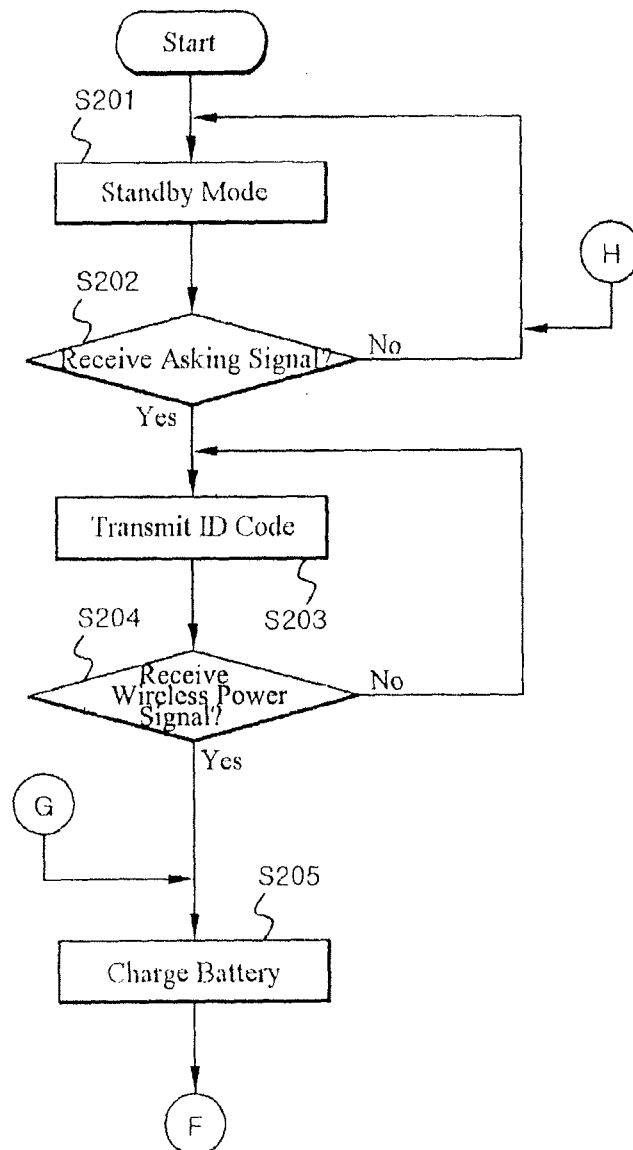 Start
S201
Standby Mode
H
S202
Receive Asking Signal?
No
Yes
Transmit ID Code
S203
S204
Receive
Wireless Power
Signal?
No
Yes
G
S205
Charge Battery
F